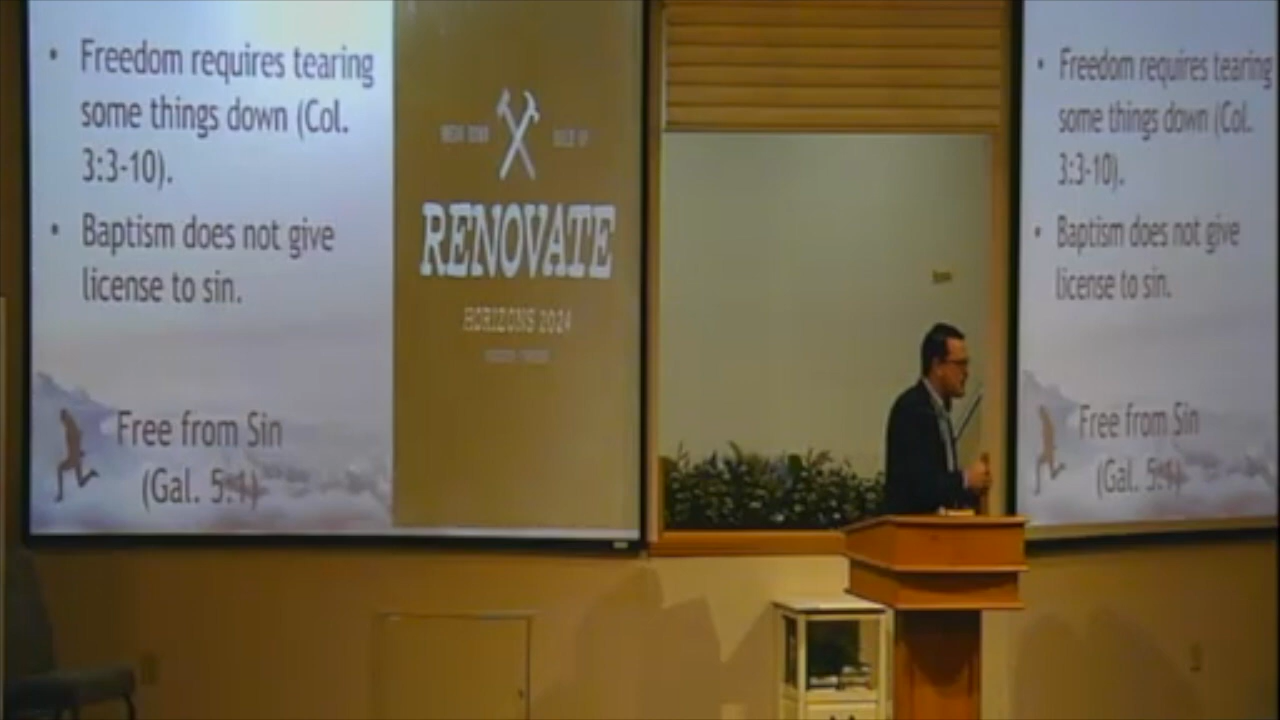 • Freedom requires tearing
some things down (Col.
3:3-10).
• Baptism does not give
license to sin.
Free from Sin
(Gal. 5:1)
RENOVATE
HORIZONS 2024
• Freedom requires tearing
some things down (Col.
3:3-10).
• Baptism does not give
license to sin.
Free from Sin
(Gal. 5:1)